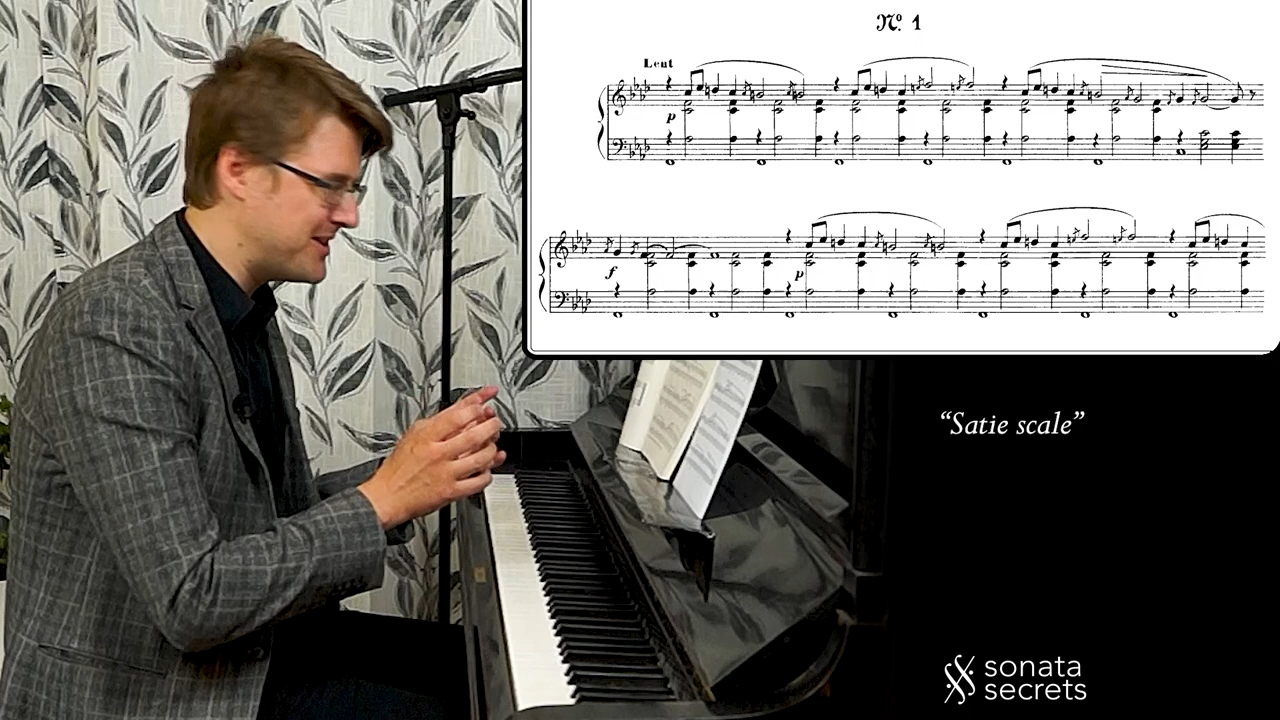 Nº 1
Lent
p
f
p
“Satie scale”
sonata
secrets